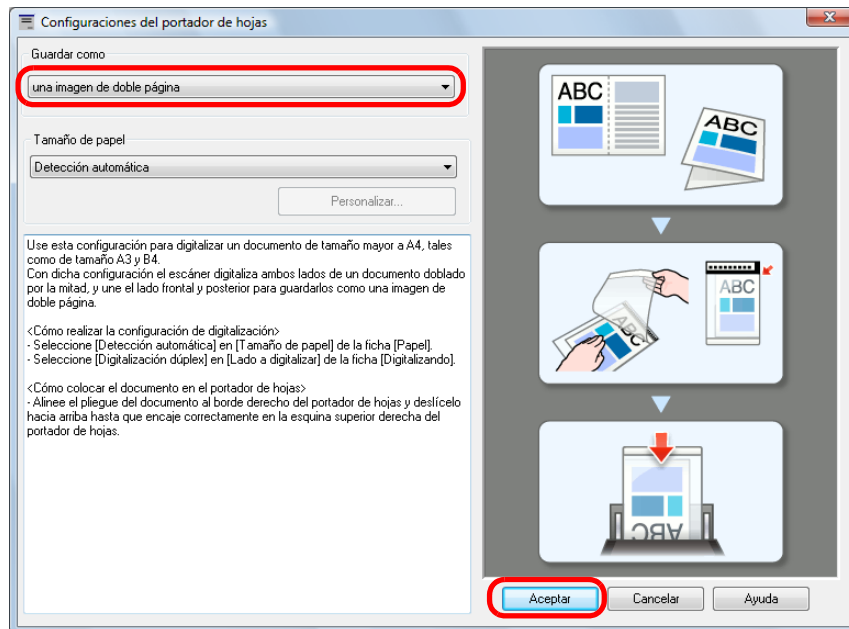 Configuraciones del portador de hojas
Guardar como
una imagen de doble página
Tamaño de papel
Detección automática
Personalizar...
Use esta configuración para digitalizar un documento de tamaño mayor a A4, tales
como de tamaño A3 y B4.
Con dicha configuración el escáner digitaliza ambos lados de un documento doblado
por la mitad, y une el lado frontal y posterior para guardarlos como una imagen de
doble página.
<Cómo realizar la configuración de digitalización>
- Seleccione [Detección automática] en [Tamaño de papel] de la ficha [Papel].
- Seleccione [Digitalización dúplex] en [Lado a digitalizar] de la ficha [Digitalizando].
<Cómo colocar el documento en el portador de hojas>
- Alinee el pliegue del documento al borde derecho del portador de hojas y deslícelo
hacia arriba hasta que encaje correctamente en la esquina superior derecha del
portador de hojas.
ABC
ABC
ABC
ABC
ABC
Aceptar
Cancelar
Ayuda